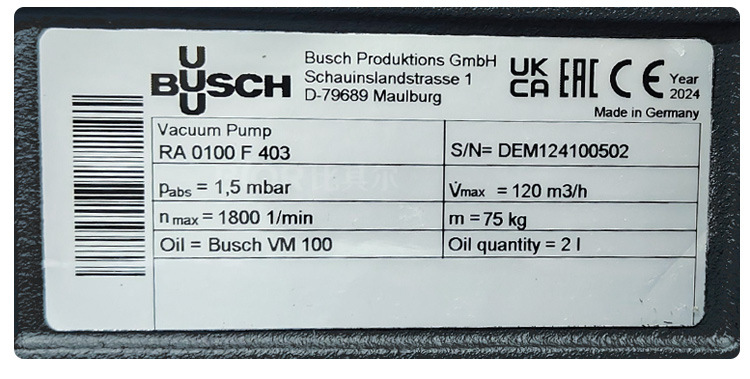 BUSCH
Busch Produktions GmbH
Schauinslandstrasse 1
D-79689 Maulburg
UK
CA EAC CE Year
2024
Made in Germany
Vacuum Pump
RA 0100 F 403
S/N= DEM124100502
pabs = 1,5 mbar
V̇max = 120 m3/h
n max = 1800 1/min
m = 75 kg
Oil = Busch VM 100
Oil quantity = 2 l